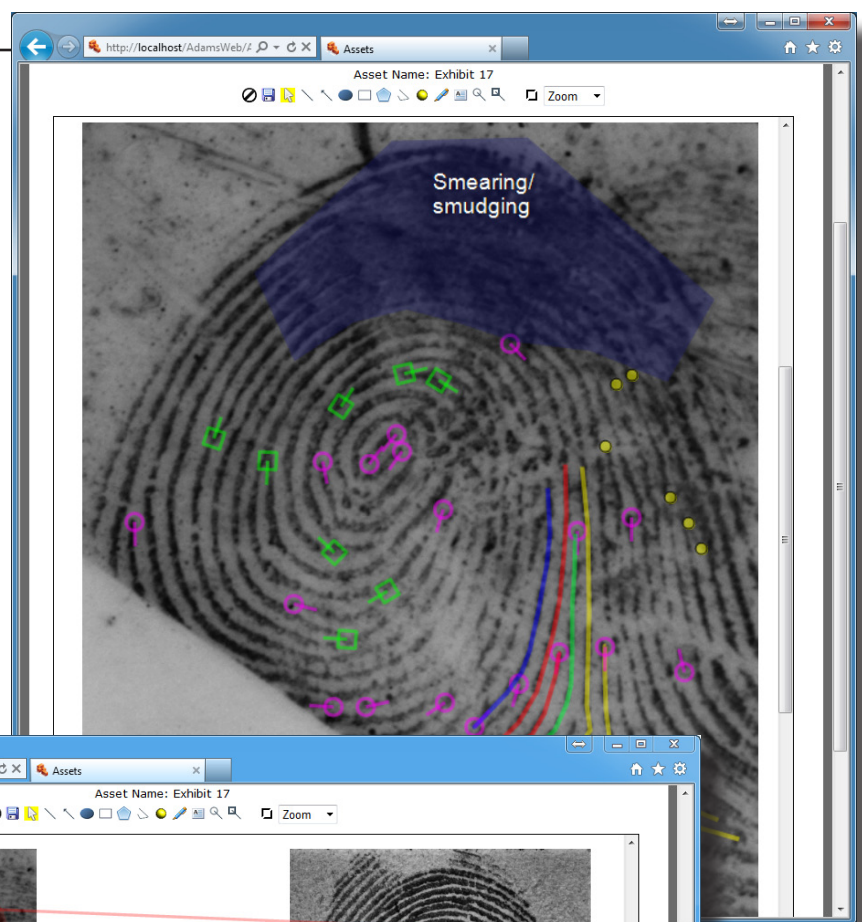 http://localhost/AdamsWeb/A
Assets
Asset Name: Exhibit 17
Zoom
Smearing/
smudging
Assets
Asset Name: Exhibit 17
Zoom